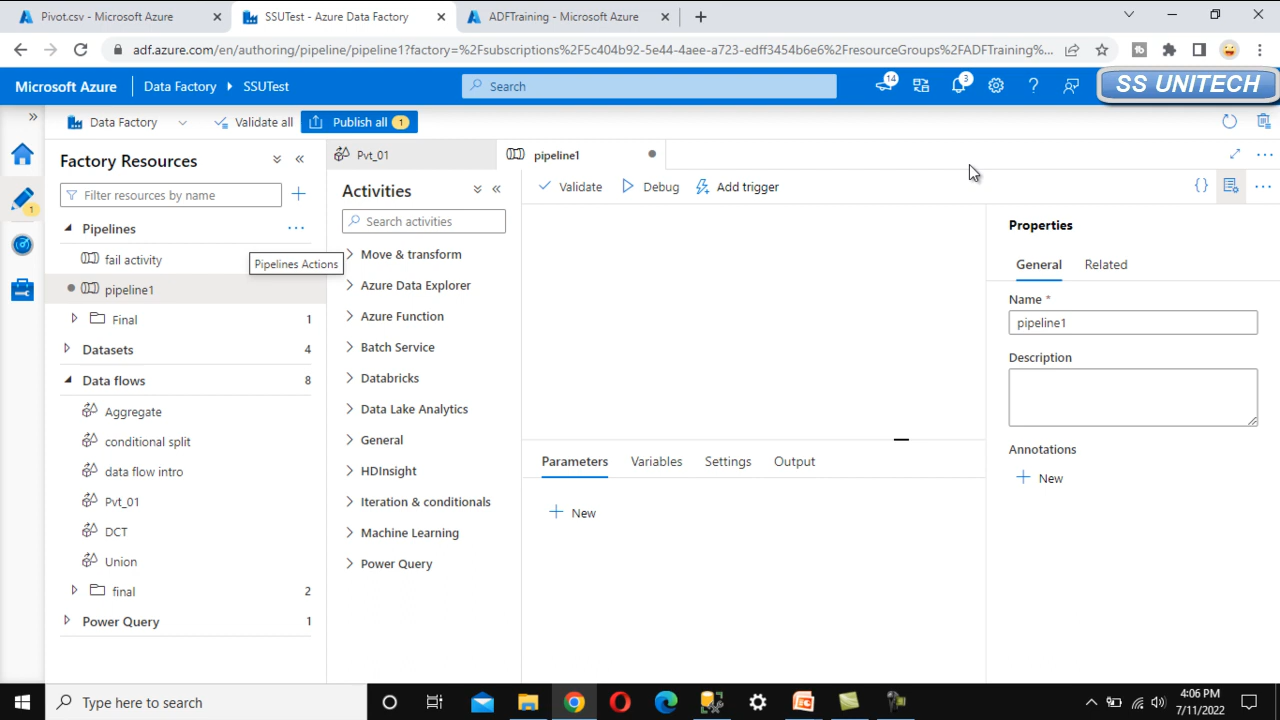 Pivot.csv - Microsoft Azure
SSUTest - Azure Data Factory
ADFTraining - Microsoft Azure
adf.azure.com/en/authoring/pipeline/pipeline1?factory=%2Fsubscriptions%2F5c404b92-5e44-4aee-a723-edff3454b6e6%2FresourceGroups%2FADFTraining%...
Microsoft Azure
Data Factory
SSUTest
Search
14
3
SS UNITECH
Data Factory
Validate all
Publish all 1
Factory Resources
Filter resources by name
1
Pipelines
fail activity
Pipelines Actions
pipeline1
Final 1
Datasets 4
Data flows 8
Aggregate
conditional split
data flow intro
Pvt_01
DCT
Union
final 2
Power Query 1
Pvt_01
pipeline1
Activities
Search activities
Move & transform
Azure Data Explorer
Azure Function
Batch Service
Databricks
Data Lake Analytics
General
HDInsight
Iteration & conditionals
Machine Learning
Power Query
Validate
Debug
Add trigger
Parameters
Variables
Settings
Output
New
Properties
General
Related
Name *
pipeline1
Description
Annotations
New
Type here to search
4:06 PM
7/11/2022